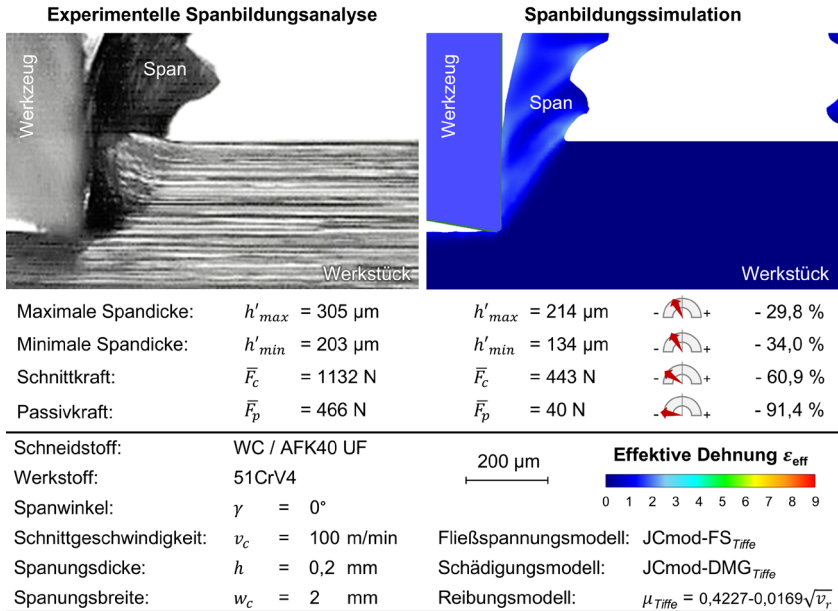 Experimentelle Spanbildungsanalyse
Spanbildungssimulation
Werkzeug
Span
Werkstück
Werkzeug
Span
Werkstück
Maximale Spandicke: h'max = 305 µm h'max = 214 µm - + - 29,8 %
Minimale Spandicke: h'min = 203 µm h'min = 134 µm - + - 34,0 %
Schnittkraft: F̅c = 1132 N F̅c = 443 N - + - 60,9 %
Passivkraft: F̅p = 466 N F̅p = 40 N - + - 91,4 %
Schneidstoff: WC / AFK40 UF
Werkstoff: 51CrV4
Spanwinkel: γ = 0°
Schnittgeschwindigkeit: vc = 100 m/min
Spanungsdicke: h = 0,2 mm
Spanungsbreite: wc = 2 mm
200 µm
Effektive Dehnung εeff
0 1 2 3 4 5 6 7 8 9
Fließspannungsmodell: JCmod-FSTiffe
Schädigungsmodell: JCmod-DMGTiffe
Reibungsmodell: μTiffe = 0,4227-0,0169√vr